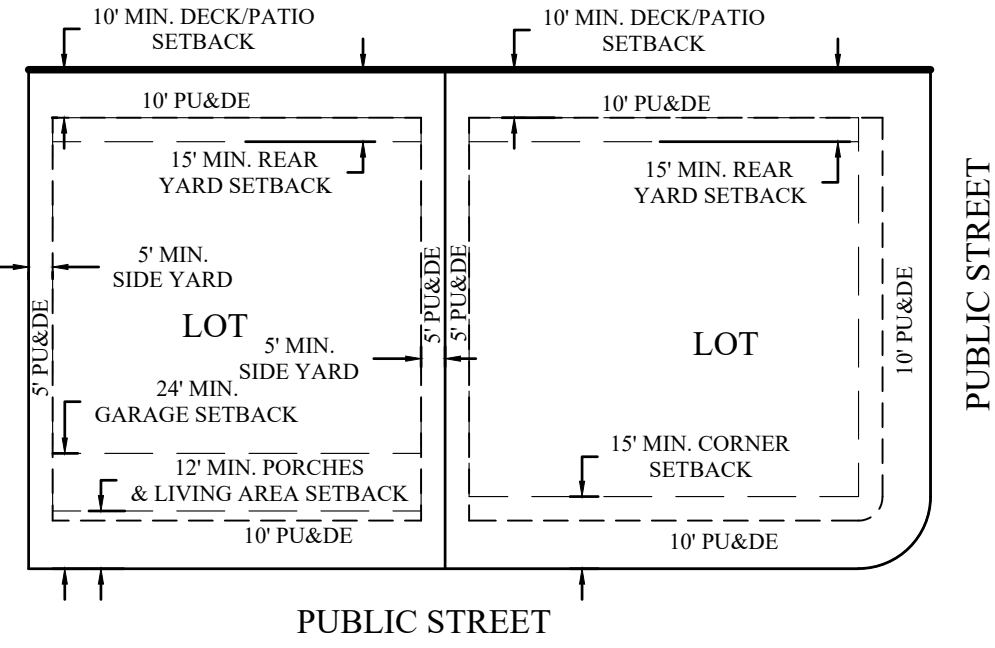 10' MIN. DECK/PATIO
SETBACK
10' MIN. DECK/PATIO
SETBACK
10' PU&DE
10' PU&DE
15' MIN. REAR
YARD SETBACK
15' MIN. REAR
YARD SETBACK
5' MIN.
SIDE YARD
5' PU&DE
LOT
5' MIN.
SIDE YARD
5' PU&DE
5' PU&DE
LOT
10' PU&DE
PUBLIC STREET
24' MIN.
GARAGE SETBACK
12' MIN. PORCHES
& LIVING AREA SETBACK
15' MIN. CORNER
SETBACK
10' PU&DE
10' PU&DE
PUBLIC STREET